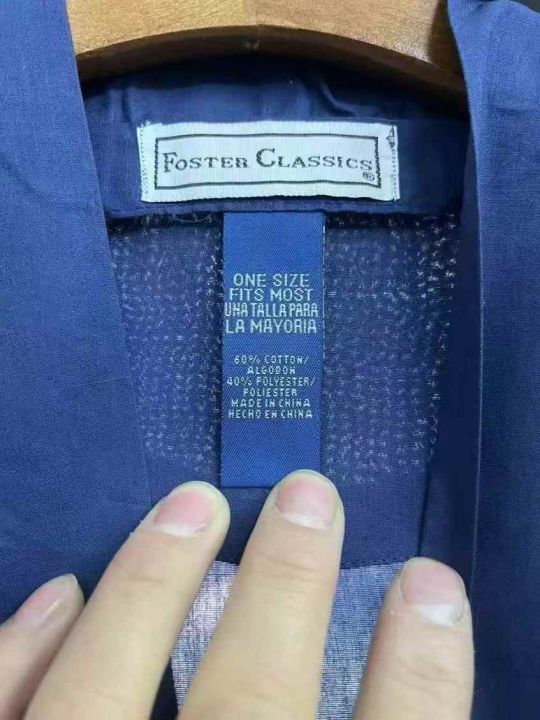 FOSTER CLASSICS®
ONE SIZE
FITS MOST
UNA TALLA PARA
LA MAYORIA
60% COTTON/
ALGODON
40% POLYESTER/
POLIESTER
MADE IN CHINA
HECHO EN CHINA